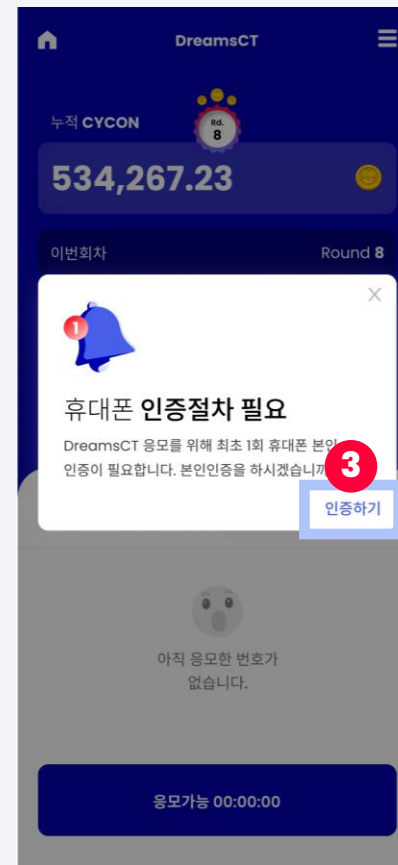 DreamsCT
누적 CYCON
Rd.
8
534,267.23
이번회차 Round 8
1
휴대폰 인증절차 필요
DreamsCT 응모를 위해 최초 1회 휴대폰 본인
인증이 필요합니다. 본인인증을 하시겠습니까
3
인증하기
아직 응모한 번호가
없습니다.
응모가능 00:00:00